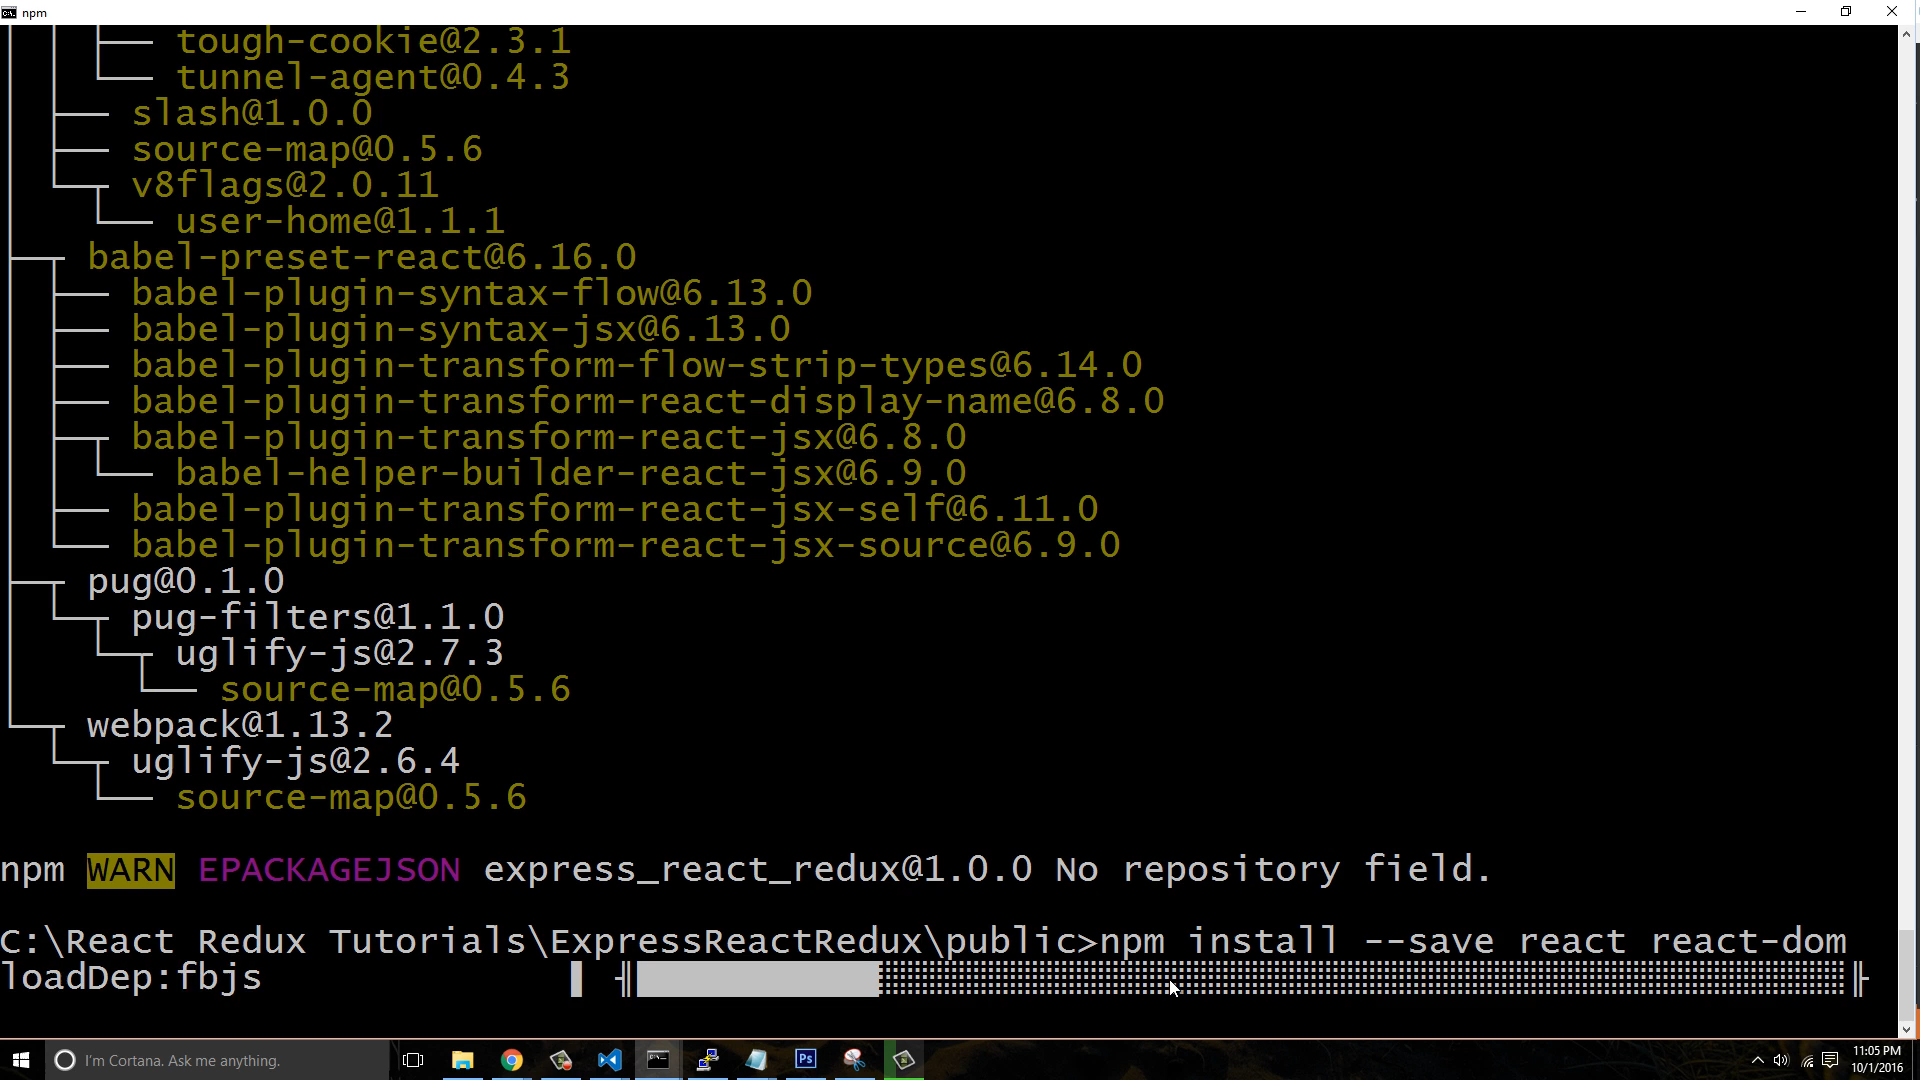 npm
tough-cookie@2.3.1
tunnel-agent@0.4.3
slash@1.0.0
source-map@0.5.6
v8flags@2.0.11
user-home@1.1.1
babel-preset-react@6.16.0
babel-plugin-syntax-flow@6.13.0
babel-plugin-syntax-jsx@6.13.0
babel-plugin-transform-flow-strip-types@6.14.0
babel-plugin-transform-react-display-name@6.8.0
babel-plugin-transform-react-jsx@6.8.0
babel-helper-builder-react-jsx@6.9.0
babel-plugin-transform-react-jsx-self@6.11.0
babel-plugin-transform-react-jsx-source@6.9.0
pug@0.1.0
pug-filters@1.1.0
uglify-js@2.7.3
source-map@0.5.6
webpack@1.13.2
uglify-js@2.6.4
source-map@0.5.6
npm WARN EPACKAGEJSON express_react_redux@1.0.0 No repository field.
C:\React Redux Tutorials\ExpressReactRedux\public>npm install --save react react-dom
loadDep:fbjs
I'm Cortana. Ask me anything.
Ps
11:05 PM
10/1/2016